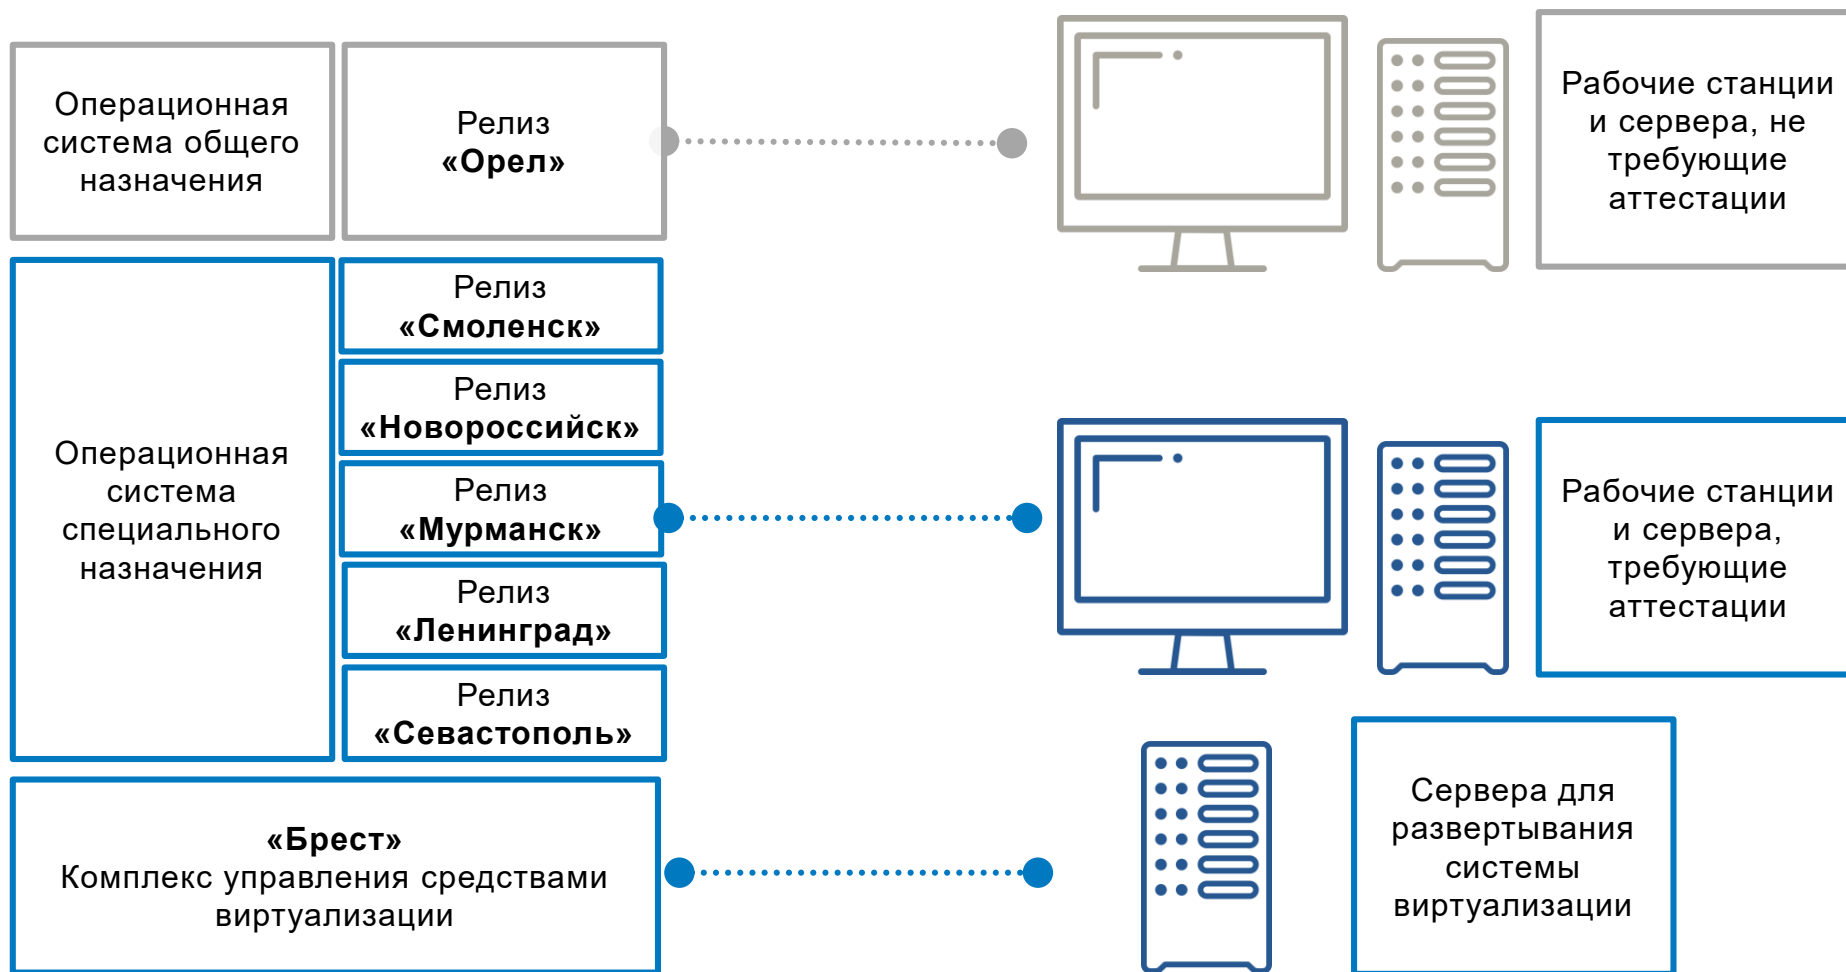 Операционная
система общего
назначения
Релиз
«Орел»
Рабочие станции
и сервера, не
требующие
аттестации
Операционная
система
специального
назначения
Релиз
«Смоленск»
Релиз
«Новороссийск»
Релиз
«Мурманск»
Релиз
«Ленинград»
Релиз
«Севастополь»
Рабочие станции
и сервера,
требующие
аттестации
«Брест»
Комплекс управления средствами
виртуализации
Сервера для
развертывания
системы
виртуализации